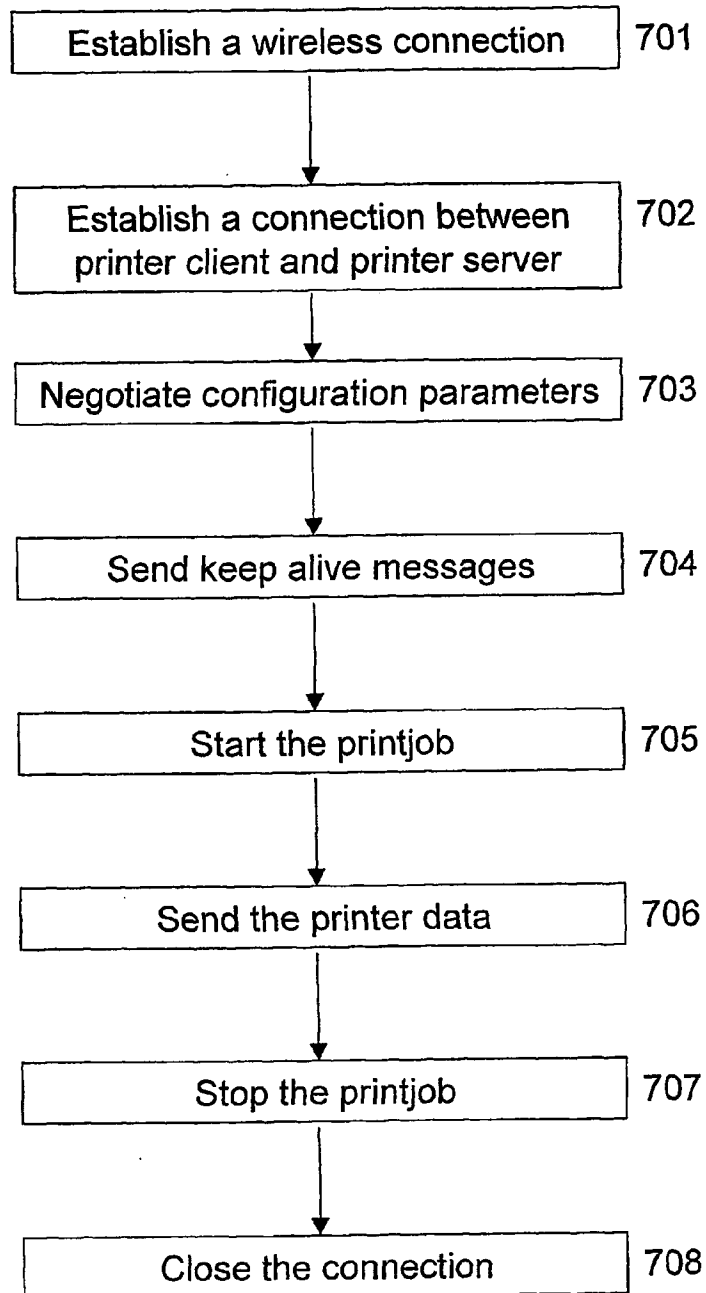 Establish a wireless connection 701
Establish a connection between 702
printer client and printer server
Negotiate configuration parameters 703
Send keep alive messages 704
Start the printjob 705
Send the printer data 706
Stop the printjob 707
Close the connection 708